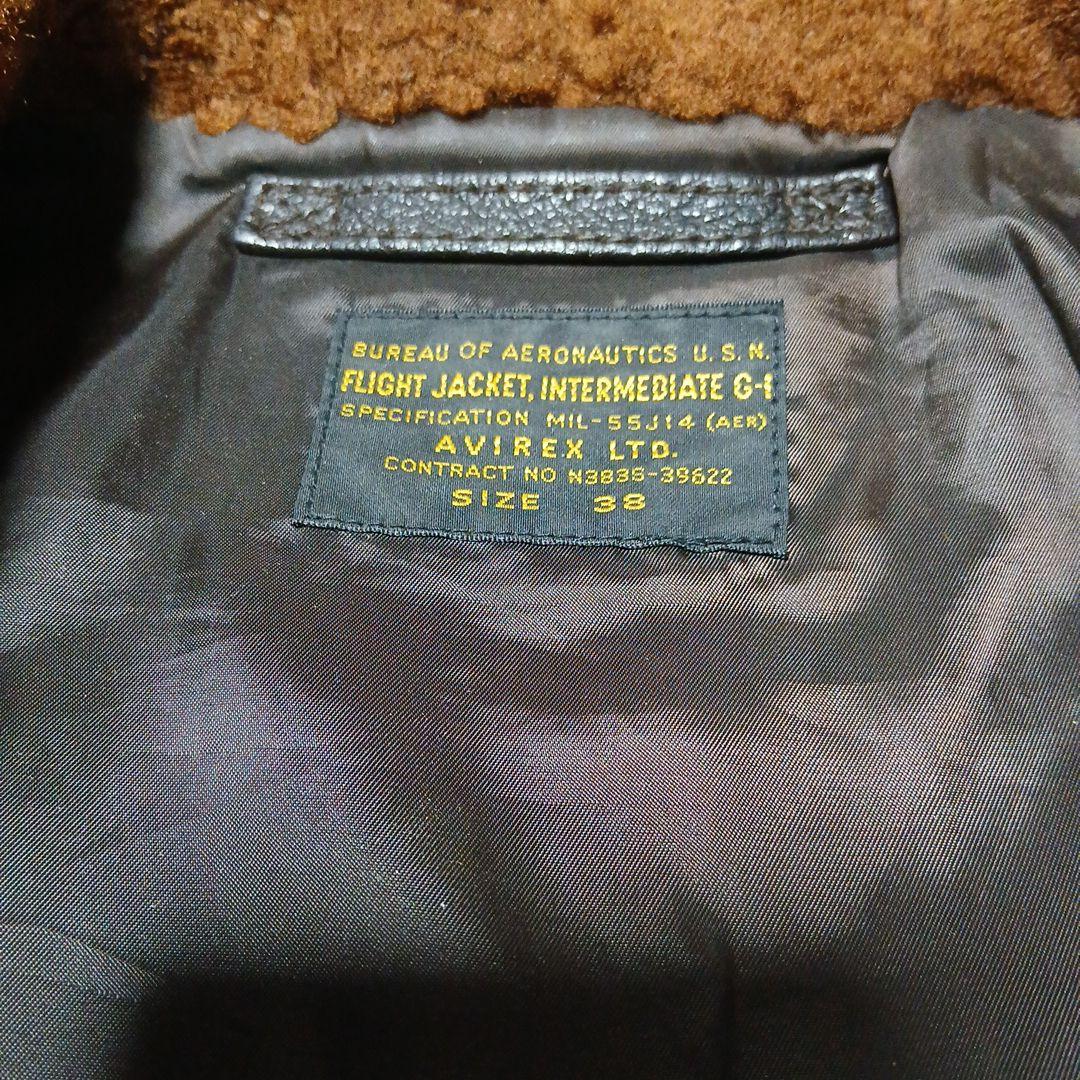 BUREAU OF AERONAUTICS U.S.N.
FLIGHT JACKET, INTERMEDIATE G-1
SPECIFICATION MIL-55J14 (AER)
AVIREX LTD.
CONTRACT NO N383S-39622
SIZE 38